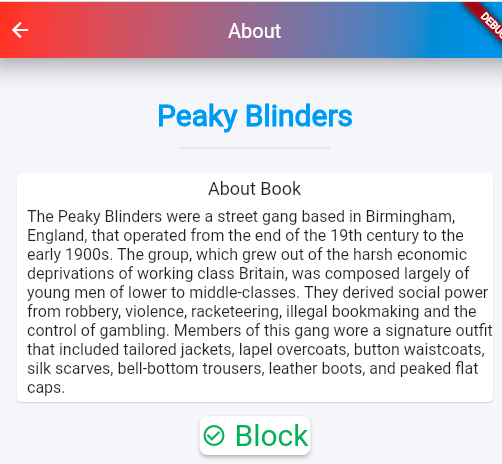 About
DEBUG
Peaky Blinders
About Book
The Peaky Blinders were a street gang based in Birmingham,
England, that operated from the end of the 19th century to the
early 1900s. The group, which grew out of the harsh economic
deprivations of working class Britain, was composed largely of
young men of lower to middle-classes. They derived social power
from robbery, violence, racketeering, illegal bookmaking and the
control of gambling. Members of this gang wore a signature outfit
that included tailored jackets, lapel overcoats, button waistcoats,
silk scarves, bell-bottom trousers, leather boots, and peaked flat
caps.
Block